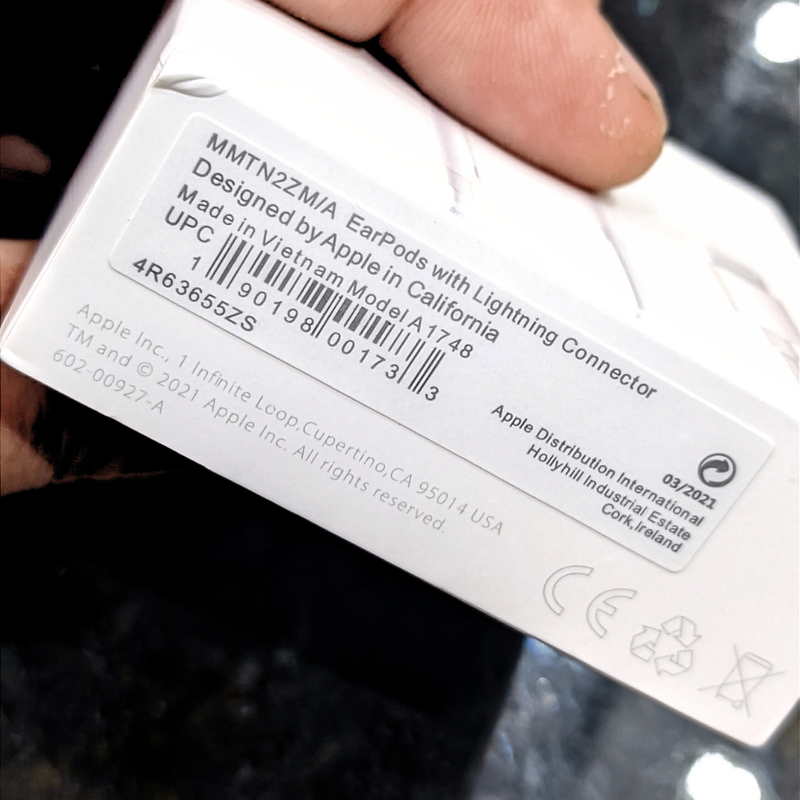 MMTN2ZM/A EarPods with Lightning Connector
Designed by Apple in California
Made in Vietnam Model A1748
UPC
1 90198 00173 3
4R63655ZS
03/2021
Apple Distribution International
Hollyhill Industrial Estate
Cork,Ireland
Apple Inc., 1 Infinite Loop,Cupertino,CA 95014 USA
TM and © 2021 Apple Inc. All rights reserved.
602-00927-A
CE